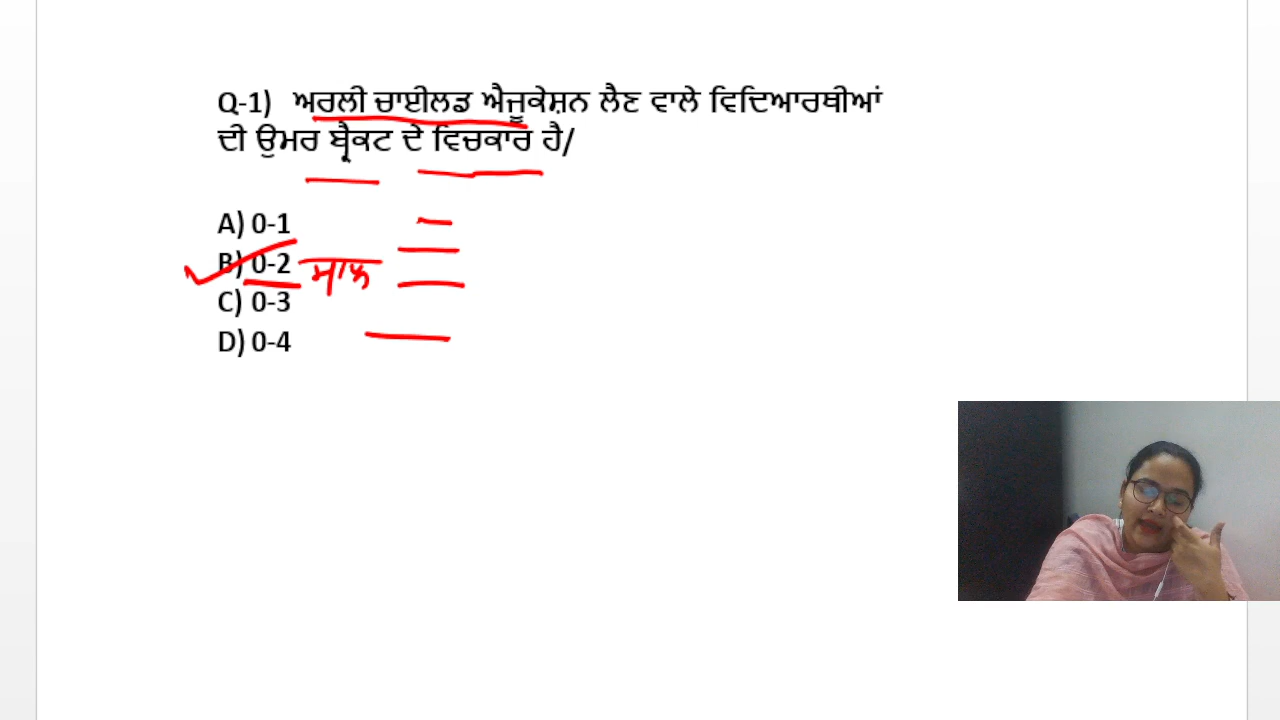 Q-1) ਅਰਲੀ ਚਾਈਲਡ ਐਜੂਕੇਸ਼ਨ ਲੈਣ ਵਾਲੇ ਵਿਦਿਆਰਥੀਆਂ
ਦੀ ਉਮਰ ਬ੍ਰੈਕਟ ਦੇ ਵਿਚਕਾਰ ਹੈ/
A) 0-1
B) 0-2 ਸਾਲ
C) 0-3
D) 0-4